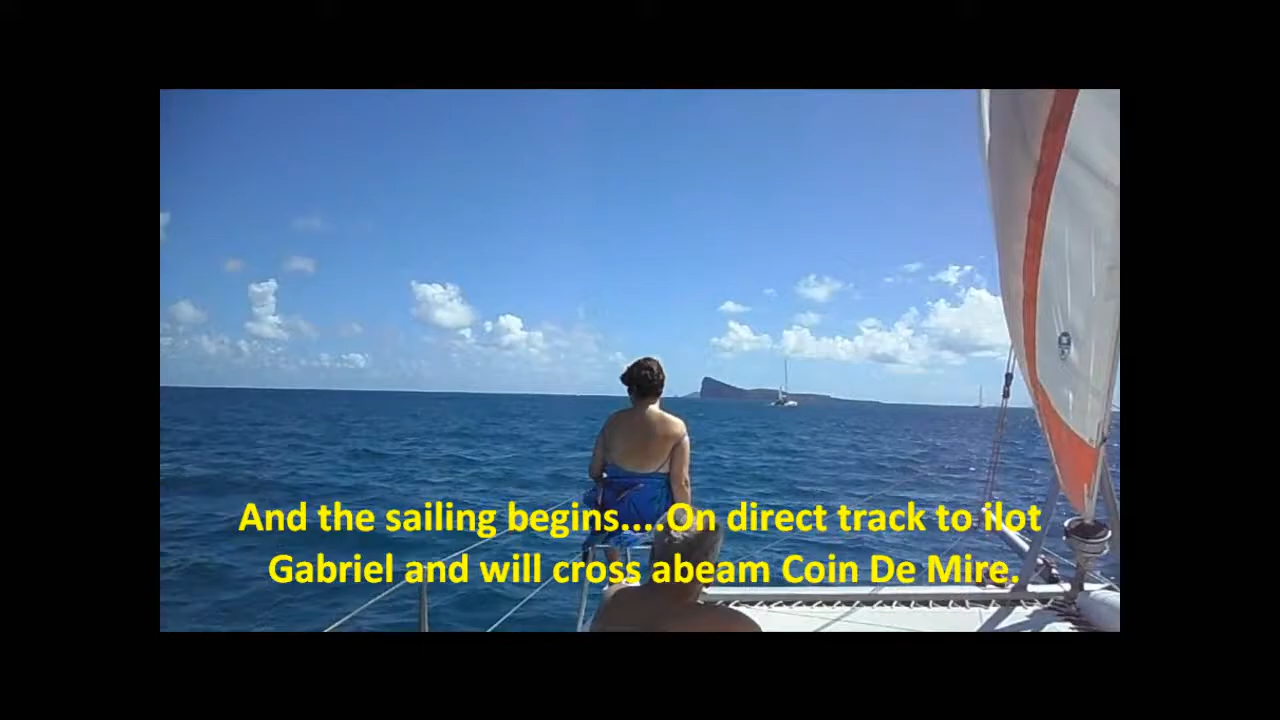 And the sailing begins....On direct track to ilot
Gabriel and will cross abeam Coin De Mire.